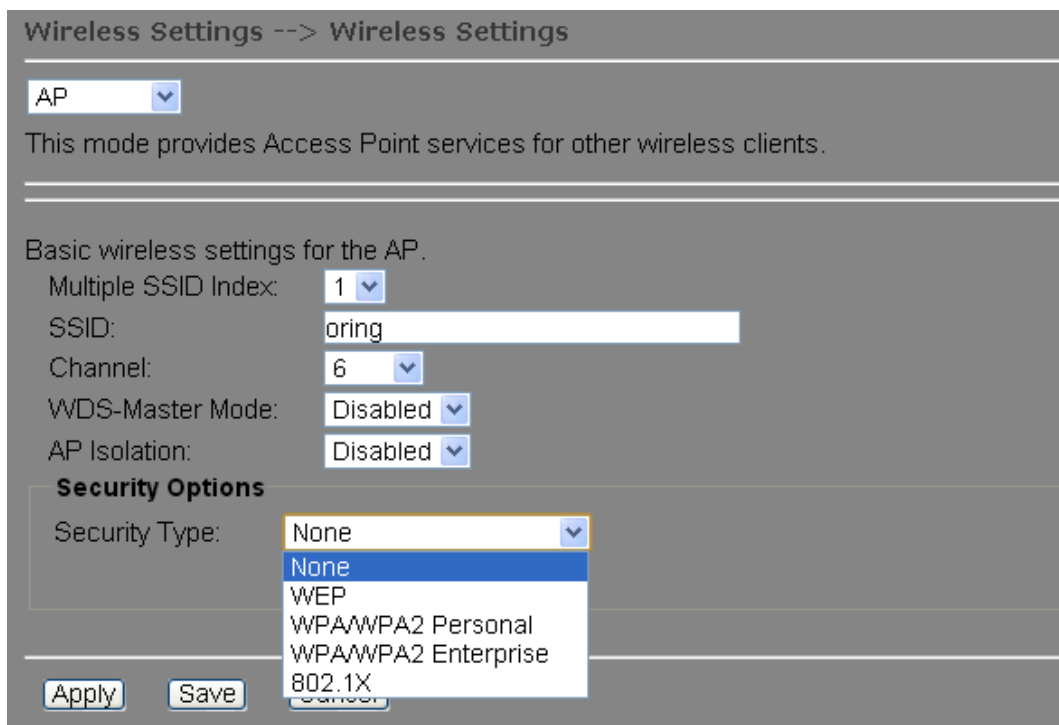 Wireless Settings --> Wireless Settings
AP
This mode provides Access Point services for other wireless clients.
Basic wireless settings for the AP.
Multiple SSID Index: 1
SSID: oring
Channel: 6
WDS-Master Mode: Disabled
AP Isolation: Disabled
Security Options
Security Type: None
None
WEP
WPA/WPA2 Personal
WPA/WPA2 Enterprise
802.1X
Apply Save Cancel